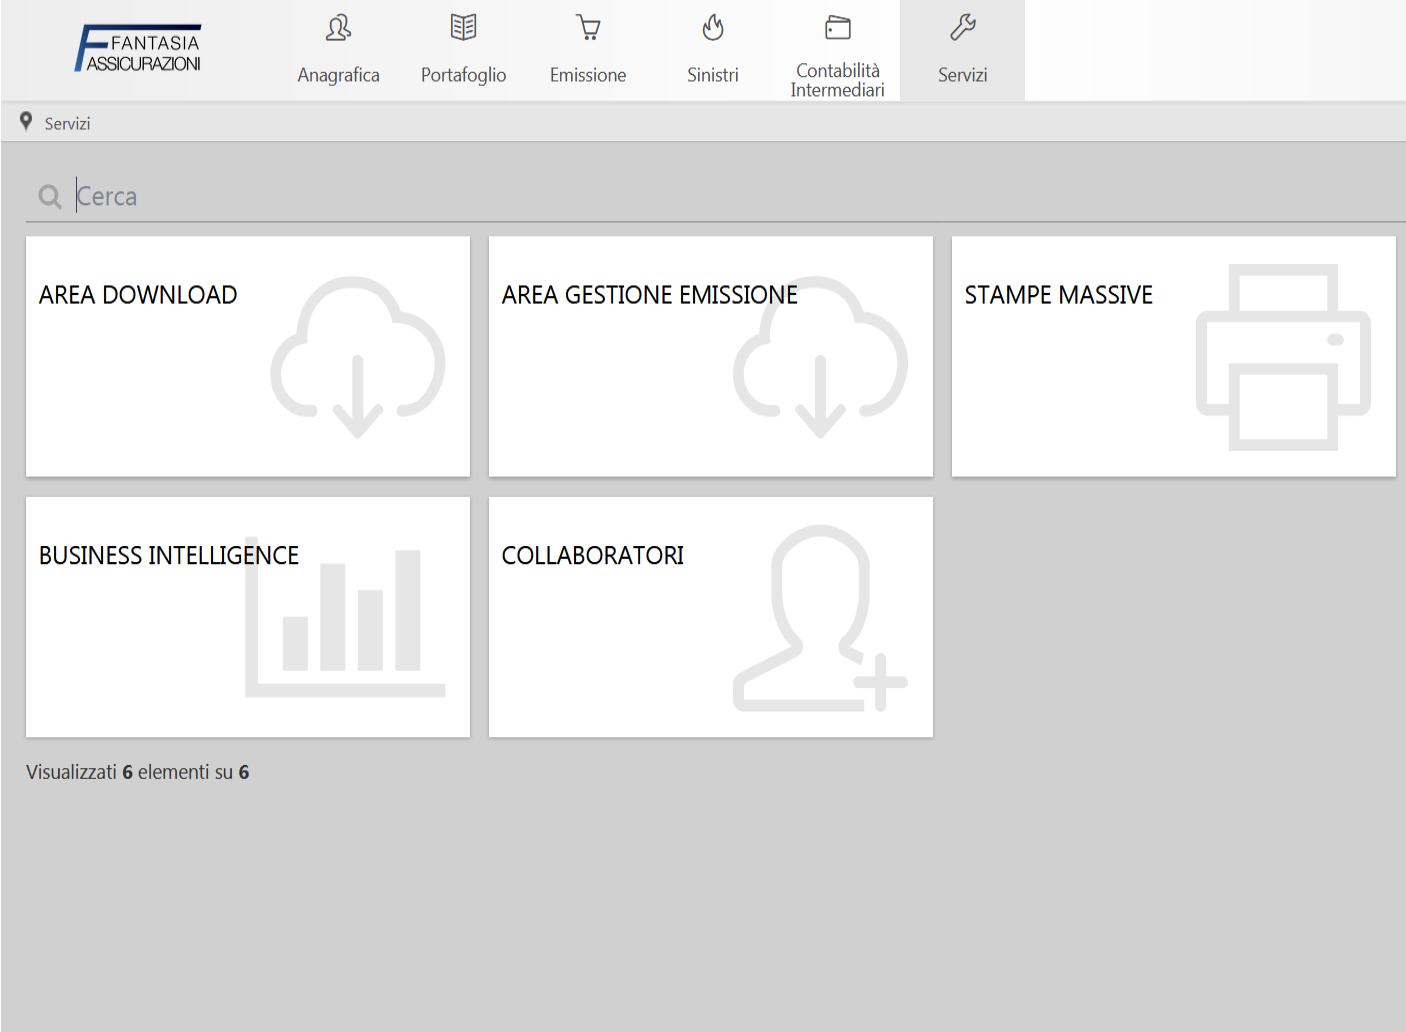 FANTASIA
ASSICURAZIONI
Anagrafica
Portafoglio
Emissione
Sinistri
Contabilità
Intermediari
Servizi
Servizi
Cerca
AREA DOWNLOAD
AREA GESTIONE EMISSIONE
STAMPE MASSIVE
BUSINESS INTELLIGENCE
COLLABORATORI
Visualizzati 6 elementi su 6